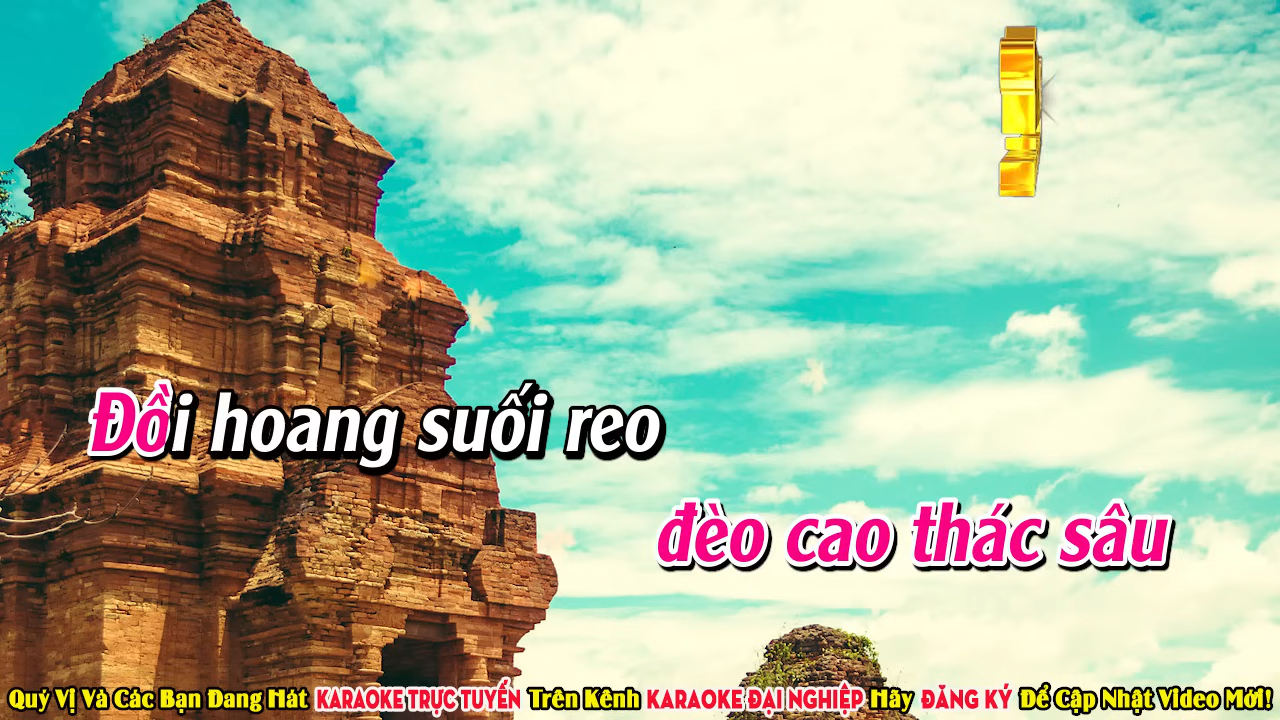 Đồi hoang suối reo
đèo cao thác sâu
Quý Vị Và Các Bạn Đang Hát KARAOKE TRỰC TUYẾN Trên Kênh KARAOKE ĐẠI NGHIỆP Hãy ĐĂNG KÝ Để Cập Nhật Video Mới!